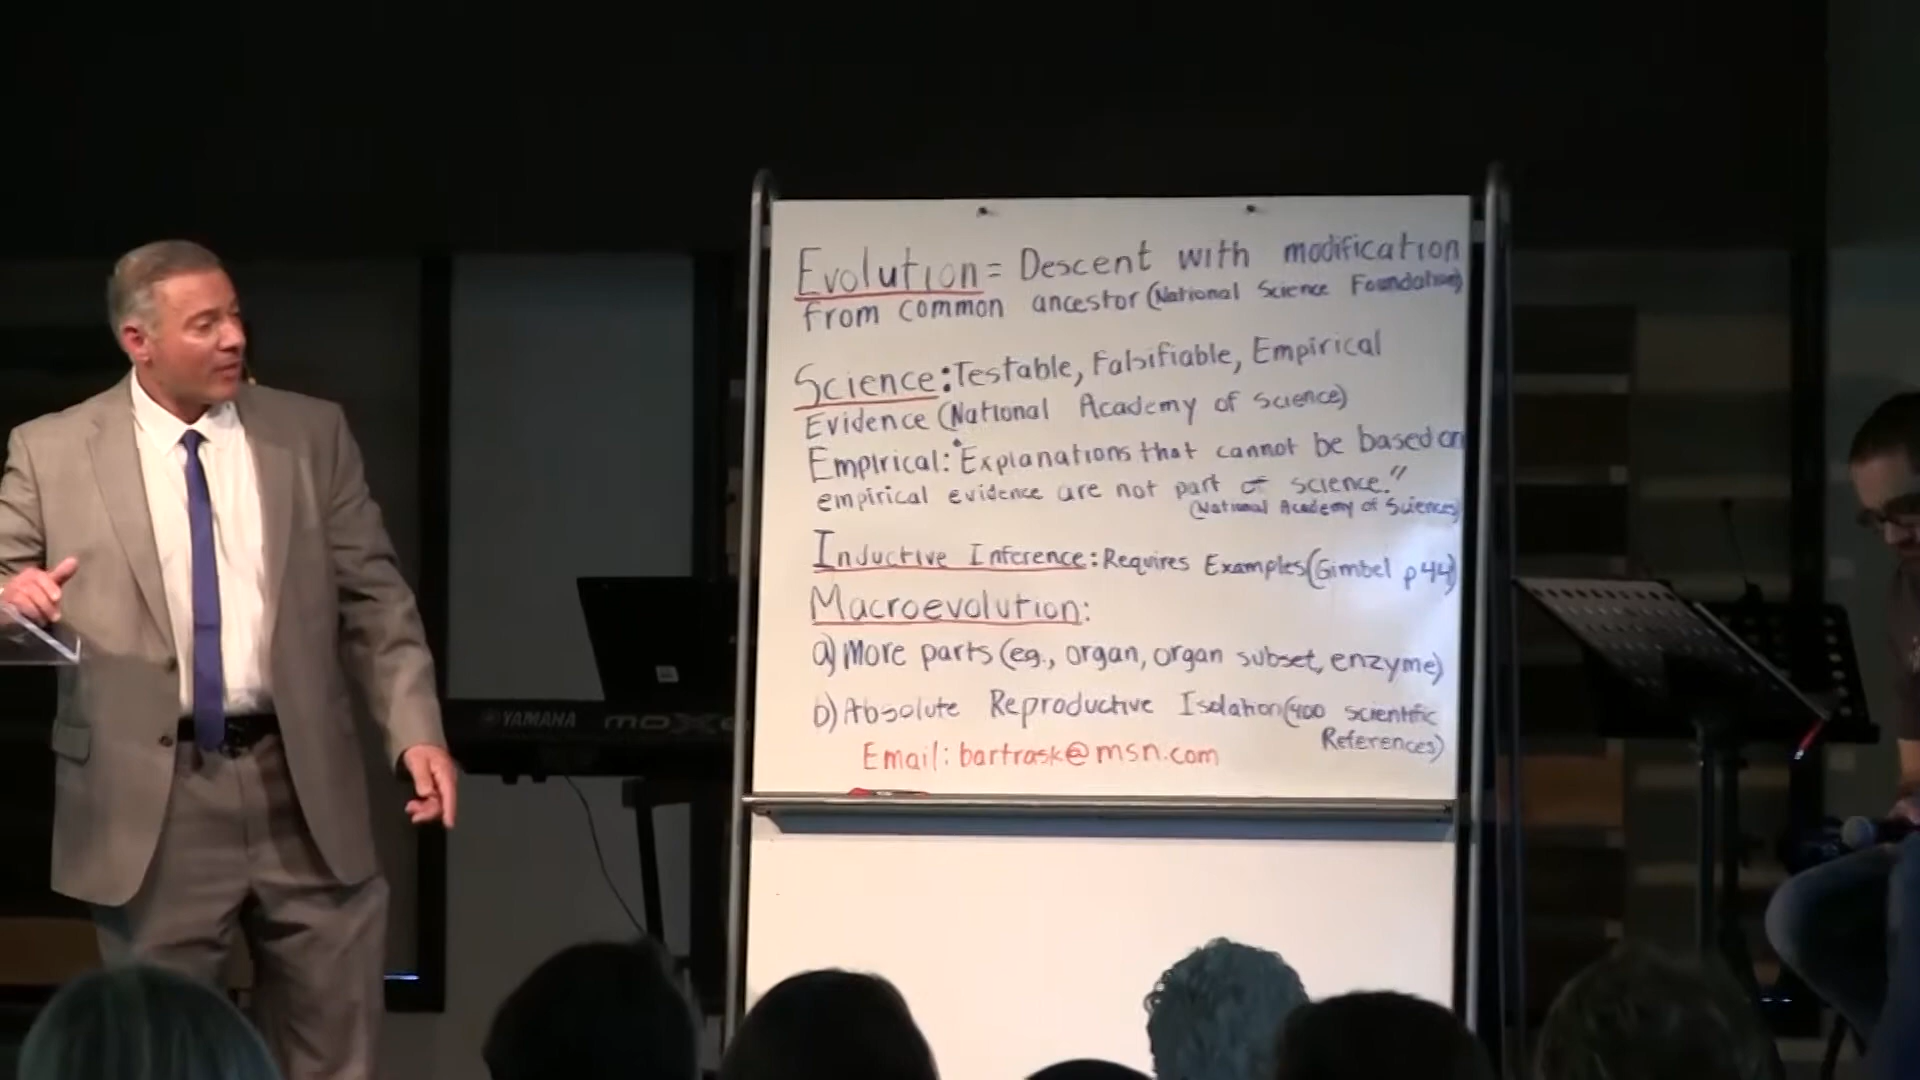 Evolution = Descent with modification
from common ancestor (National Science Foundation)
Science: Testable, Falsifiable, Empirical
Evidence (National Academy of Science)
Empirical: "Explanations that cannot be based on
empirical evidence are not part of science."
(National Academy of Sciences)
Inductive Inference: Requires Examples (Gimbel p44)
Macroevolution:
a) More parts (eg., organ, organ subset, enzyme)
b) Absolute Reproductive Isolation (400 scientific
References)
Email: bartrask@msn.com
YAMAHA